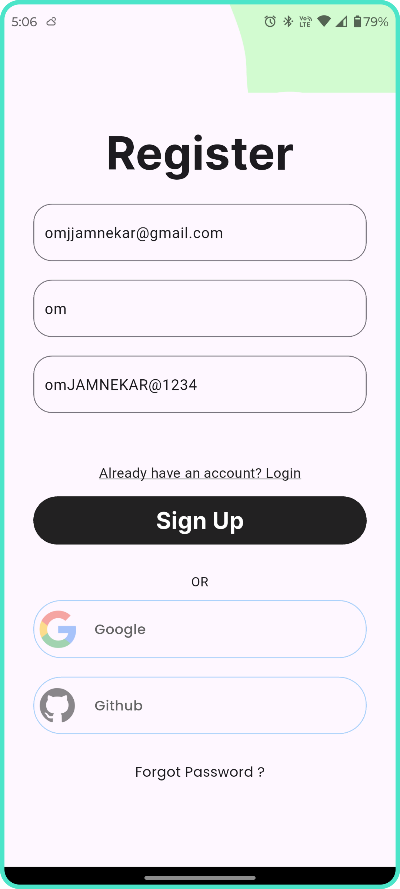 5:06
Vo LTE 79%
Register
omjjamnekar@gmail.com
om
omJAMNEKAR@1234
Already have an account? Login
Sign Up
OR
Google
Github
Forgot Password ?